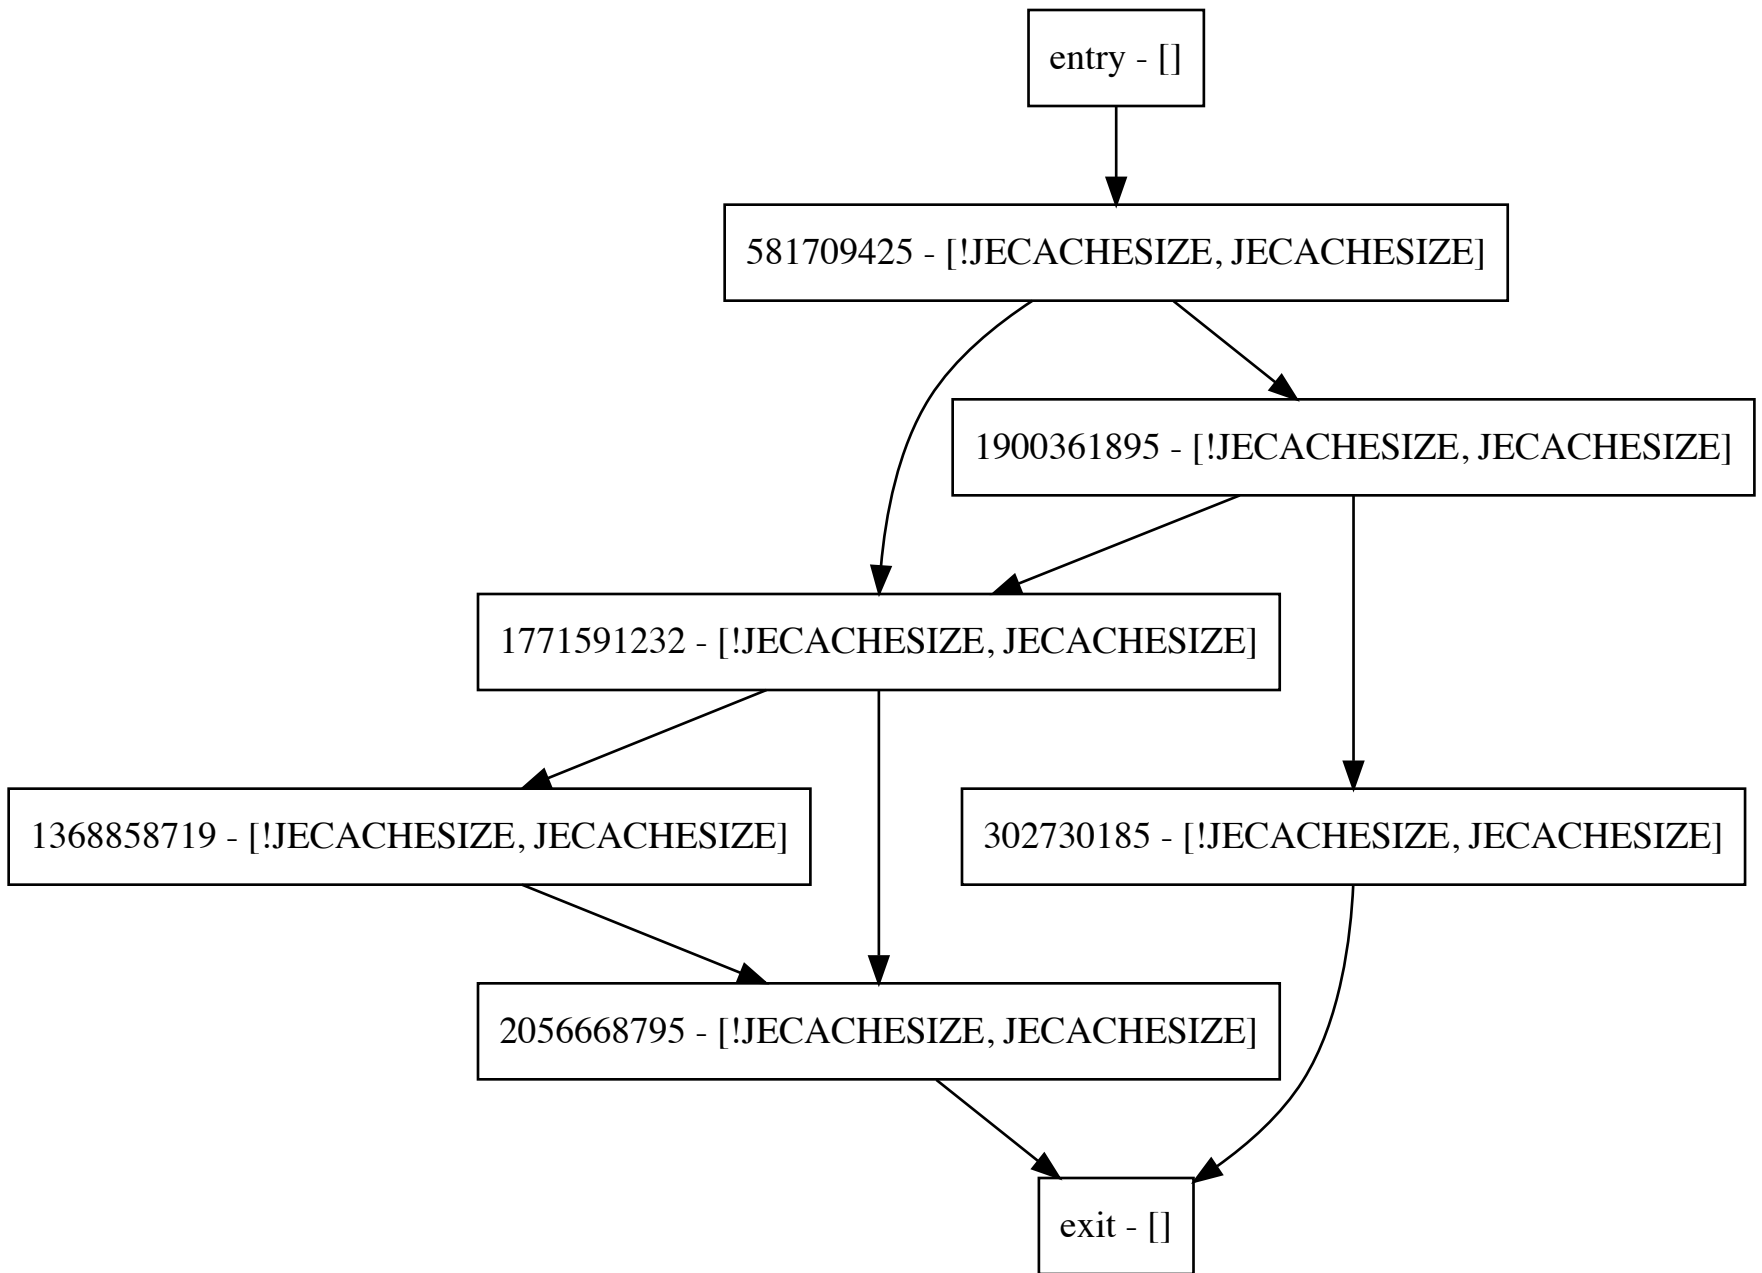 entry - []
581709425 - [!JECACHESIZE, JECACHESIZE]
1900361895 - [!JECACHESIZE, JECACHESIZE]
1771591232 - [!JECACHESIZE, JECACHESIZE]
1368858719 - [!JECACHESIZE, JECACHESIZE]
302730185 - [!JECACHESIZE, JECACHESIZE]
2056668795 - [!JECACHESIZE, JECACHESIZE]
exit - []